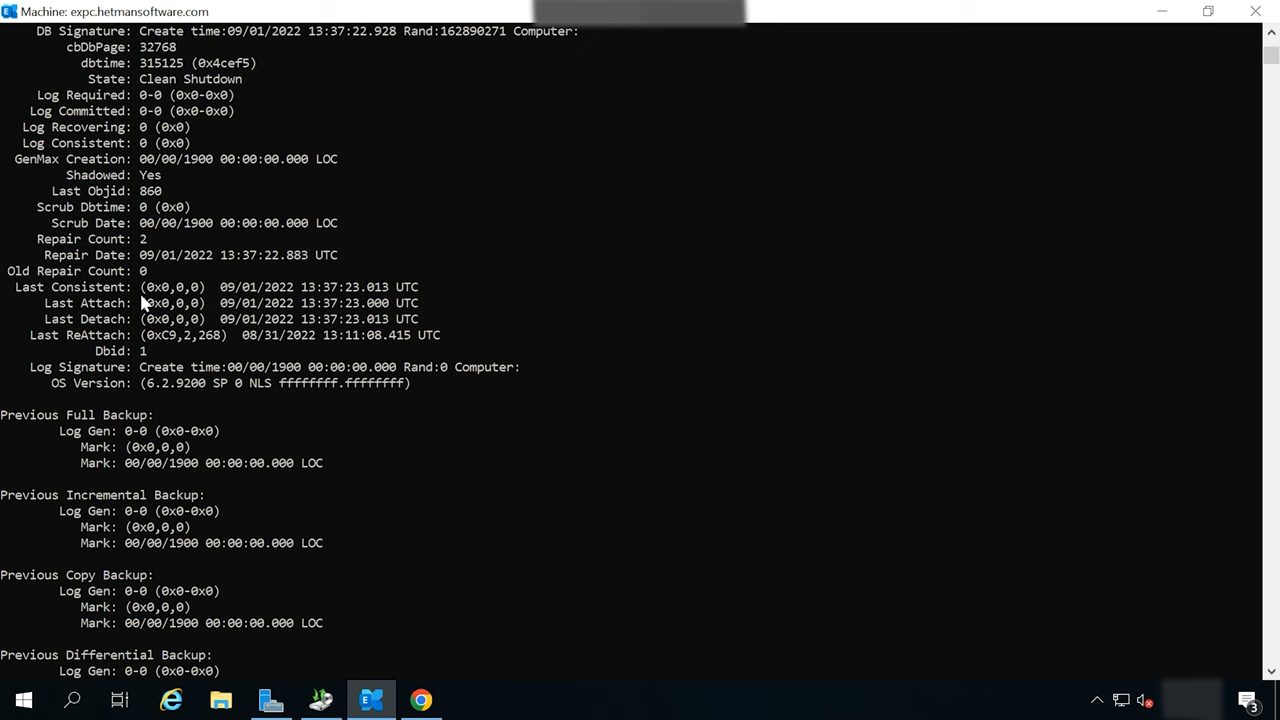 Machine: expc.hetmansoftware.com
DB Signature: Create time:09/01/2022 13:37:22.928 Rand:162890271 Computer:
cbDbPage: 32768
dbtime: 315125 (0x4cef5)
State: Clean Shutdown
Log Required: 0-0 (0x0-0x0)
Log Committed: 0-0 (0x0-0x0)
Log Recovering: 0 (0x0)
Log Consistent: 0 (0x0)
GenMax Creation: 00/00/1900 00:00:00.000 LOC
Shadowed: Yes
Last Objid: 860
Scrub Dbtime: 0 (0x0)
Scrub Date: 00/00/1900 00:00:00.000 LOC
Repair Count: 2
Repair Date: 09/01/2022 13:37:22.883 UTC
Old Repair Count: 0
Last Consistent: (0x0,0,0)  09/01/2022 13:37:23.013 UTC
Last Attach: (0x0,0,0)  09/01/2022 13:37:23.000 UTC
Last Detach: (0x0,0,0)  09/01/2022 13:37:23.013 UTC
Last ReAttach: (0xC9,2,268)  08/31/2022 13:11:08.415 UTC
Dbid: 1
Log Signature: Create time:00/00/1900 00:00:00.000 Rand:0 Computer:
OS Version: (6.2.9200 SP 0 NLS ffffffff.ffffffff)
Previous Full Backup:
Log Gen: 0-0 (0x0-0x0)
Mark: (0x0,0,0)
Mark: 00/00/1900 00:00:00.000 LOC
Previous Incremental Backup:
Log Gen: 0-0 (0x0-0x0)
Mark: (0x0,0,0)
Mark: 00/00/1900 00:00:00.000 LOC
Previous Copy Backup:
Log Gen: 0-0 (0x0-0x0)
Mark: (0x0,0,0)
Mark: 00/00/1900 00:00:00.000 LOC
Previous Differential Backup:
Log Gen: 0-0 (0x0-0x0)
3